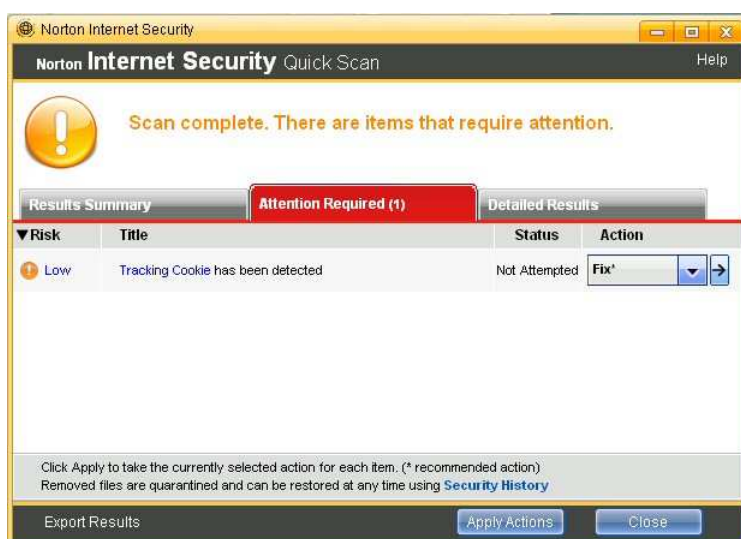 Norton Internet Security
Norton Internet Security Quick Scan Help
Scan complete. There are items that require attention.
Results Summary Attention Required (1) Detailed Results
▼Risk Title Status Action
Low Tracking Cookie has been detected Not Attempted Fix*
Click Apply to take the currently selected action for each item. (* recommended action)
Removed files are quarantined and can be restored at any time using Security History
Export Results Apply Actions Close